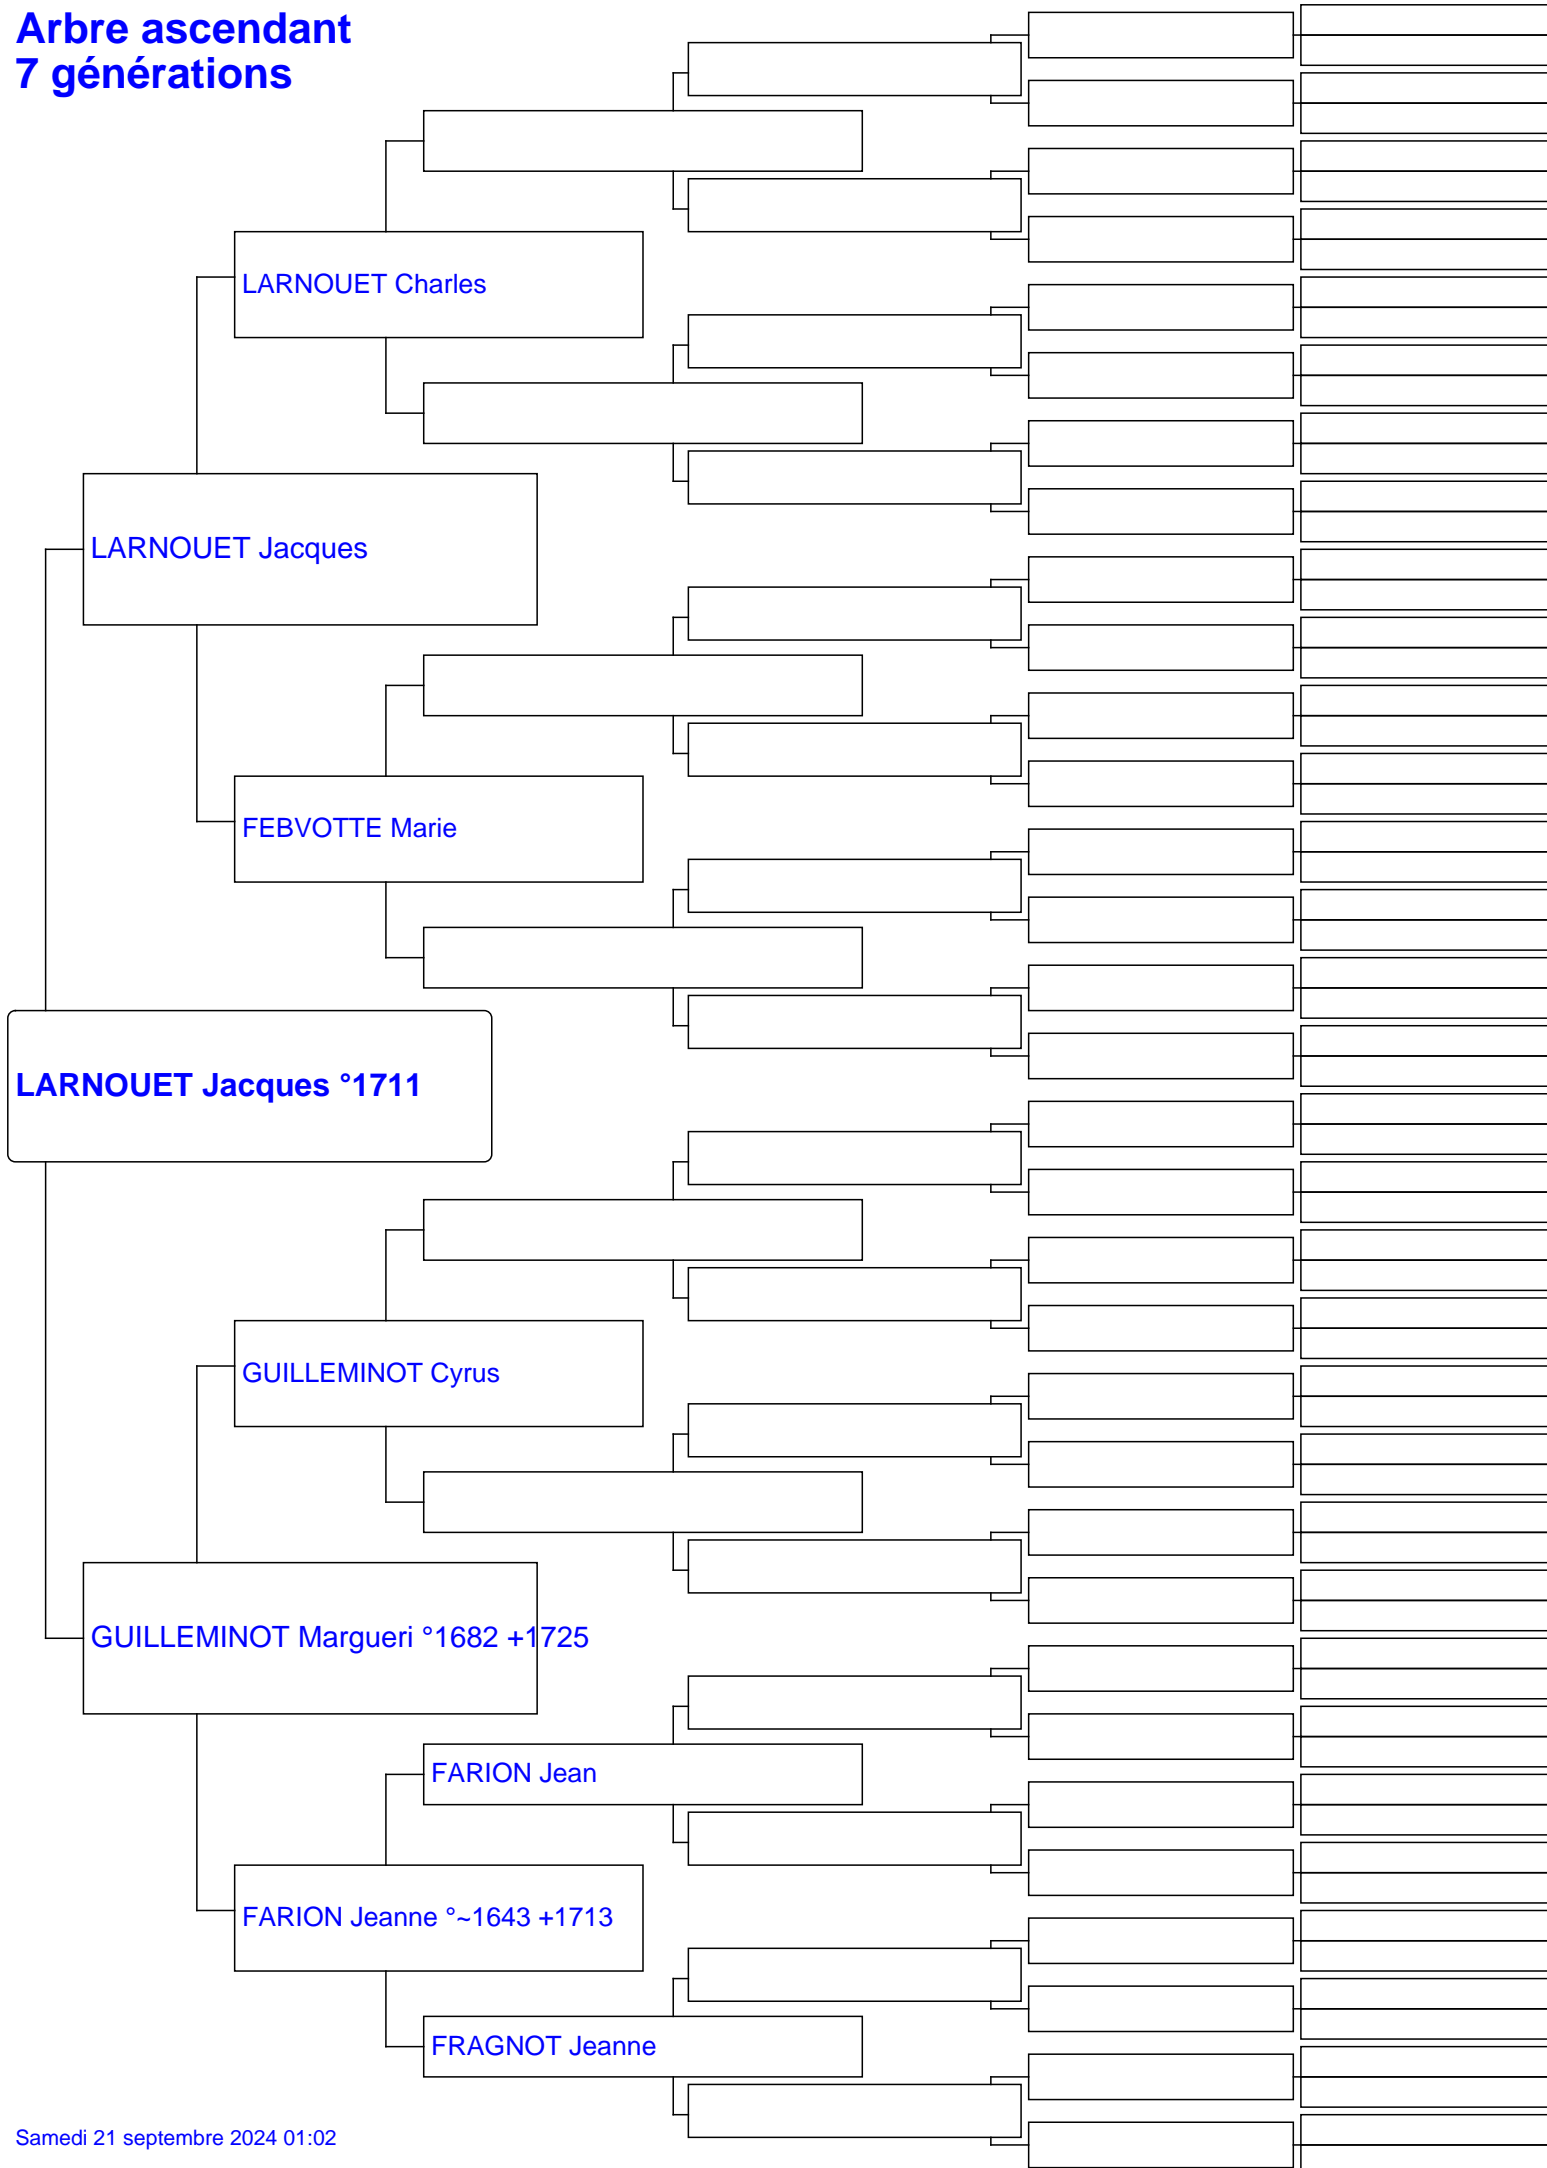 Arbre ascendant
7 générations
LARNOUET Charles
LARNOUET Jacques
FEBVOTTE Marie
LARNOUET Jacques °1711
GUILLEMINOT Cyrus
GUILLEMINOT Margueri °1682 +1725
FARION Jean
FARION Jeanne °~1643 +1713
FRAGNOT Jeanne
Samedi 21 septembre 2024 01:02